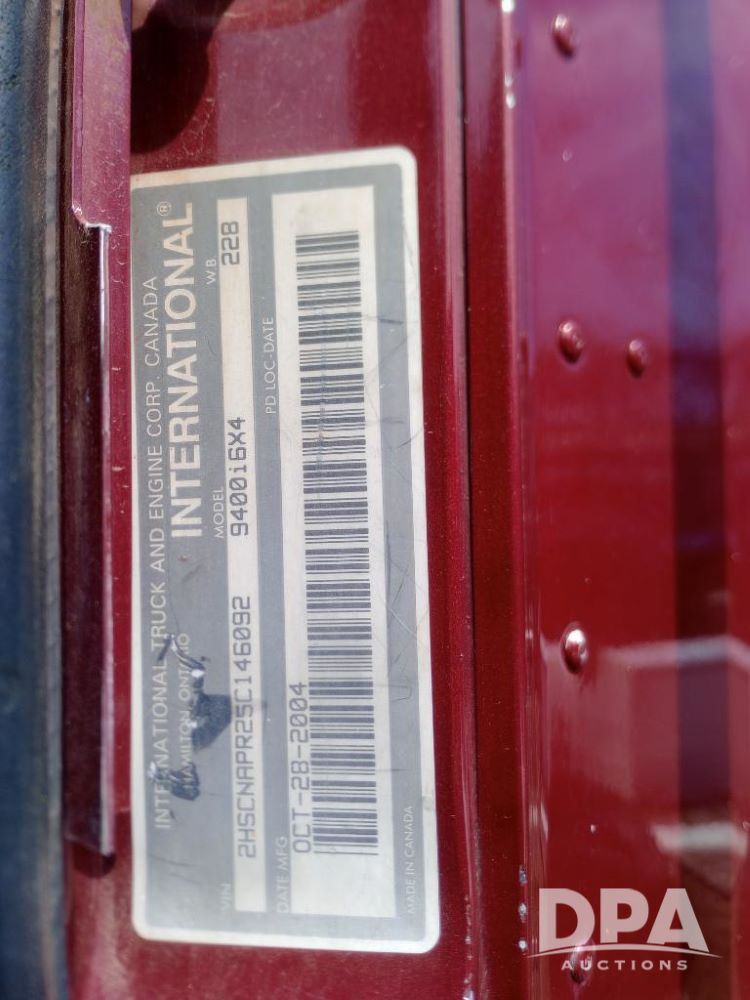 INTERNATIONAL TRUCK AND ENGINE CORP. CANADA
HAMILTON, ONTARIO
INTERNATIONAL®
VIN MODEL WB
2HSCNAPR25C146092 9400i6X4 228
DATE MFG PD LOC-DATE
OCT-28-2004
MADE IN CANADA
DPA
AUCTIONS